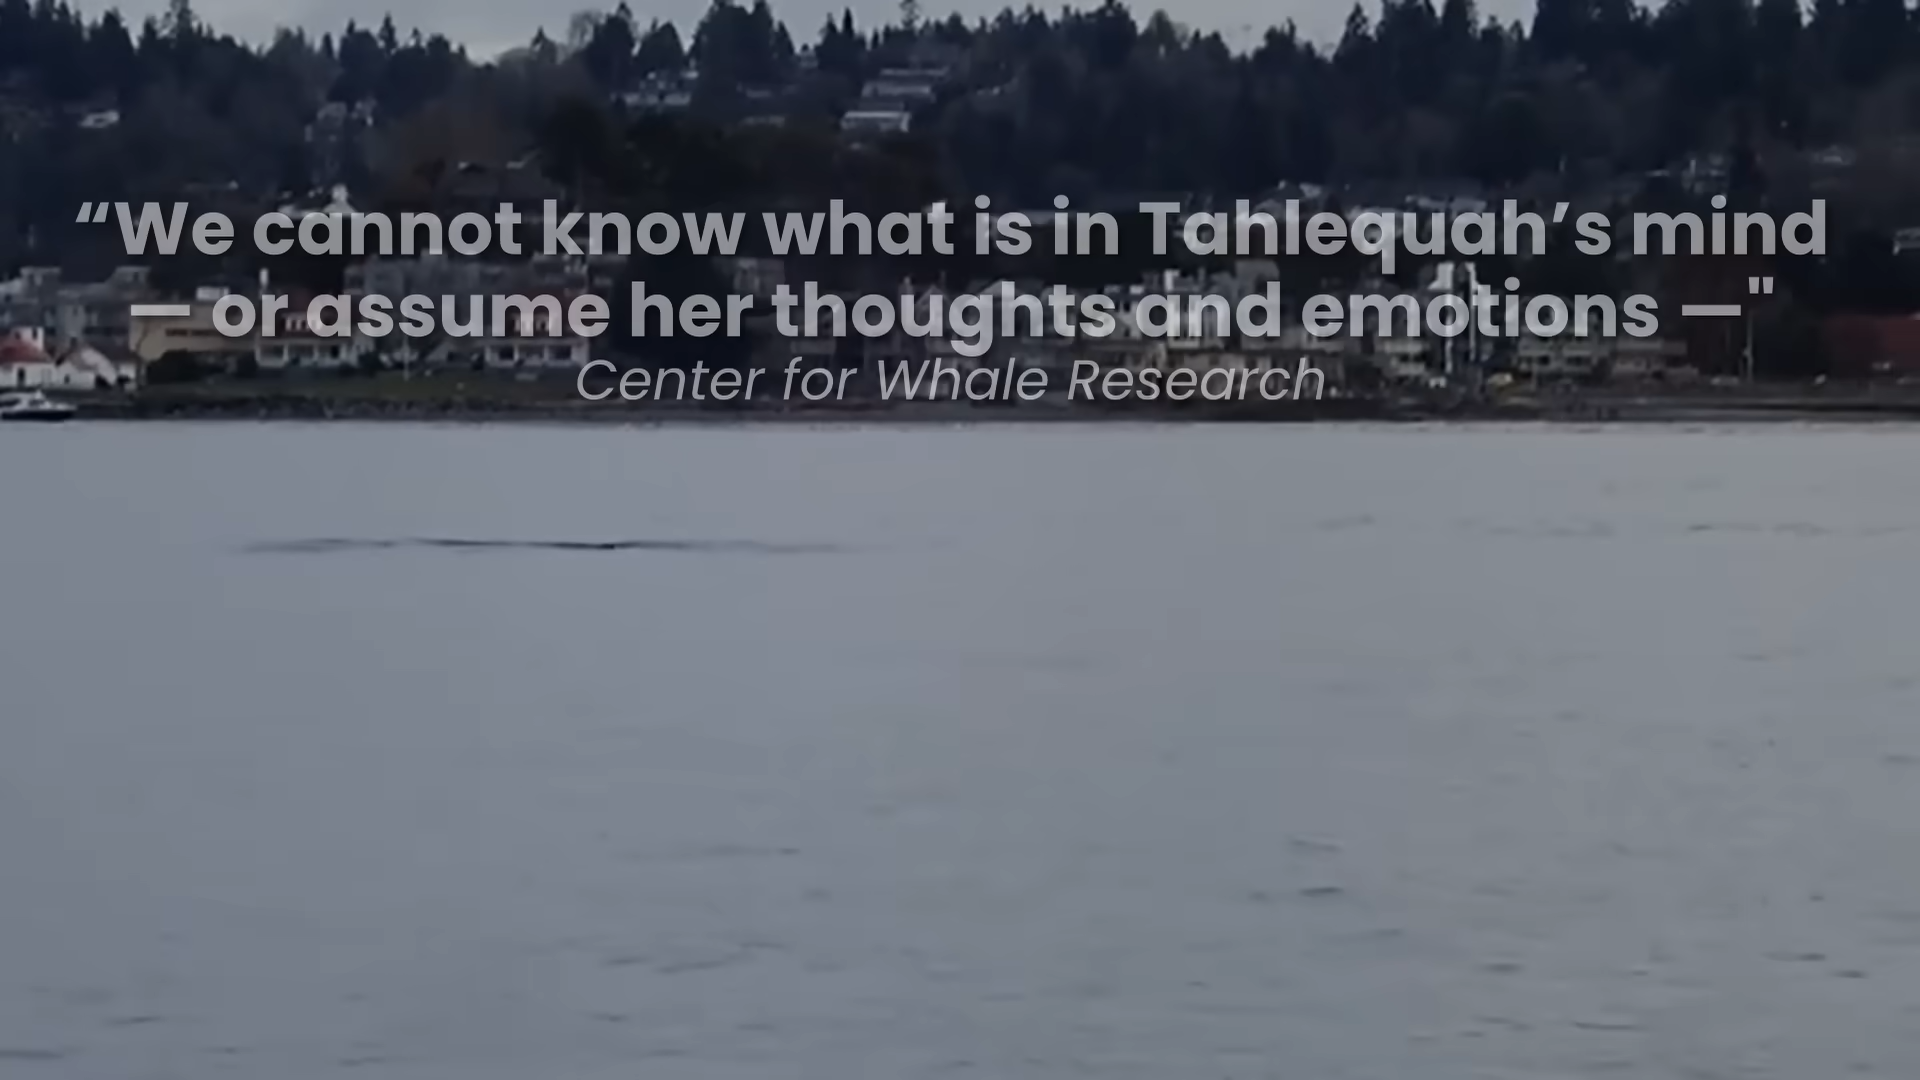 “We cannot know what is in Tahlequah’s mind
— or assume her thoughts and emotions —"
Center for Whale Research